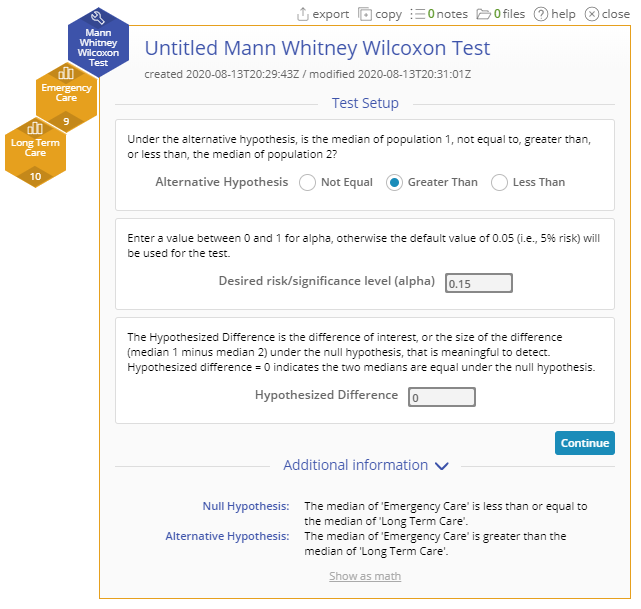 export copy 0 notes 0 files help close
Mann
Whitney
Wilcoxon
Test
Emergency
Care
9
Long Term
Care
10
Untitled Mann Whitney Wilcoxon Test
created 2020-08-13T20:29:43Z / modified 2020-08-13T20:31:01Z
Test Setup
Under the alternative hypothesis, is the median of population 1, not equal to, greater than,
or less than, the median of population 2?
Alternative Hypothesis Not Equal Greater Than Less Than
Enter a value between 0 and 1 for alpha, otherwise the default value of 0.05 (i.e., 5% risk) will
be used for the test.
Desired risk/significance level (alpha) 0.15
The Hypothesized Difference is the difference of interest, or the size of the difference
(median 1 minus median 2) under the null hypothesis, that is meaningful to detect.
Hypothesized difference = 0 indicates the two medians are equal under the null hypothesis.
Hypothesized Difference 0
Continue
Additional information
Null Hypothesis: The median of 'Emergency Care' is less than or equal to
the median of 'Long Term Care'.
Alternative Hypothesis: The median of 'Emergency Care' is greater than the
median of 'Long Term Care'.
Show as math